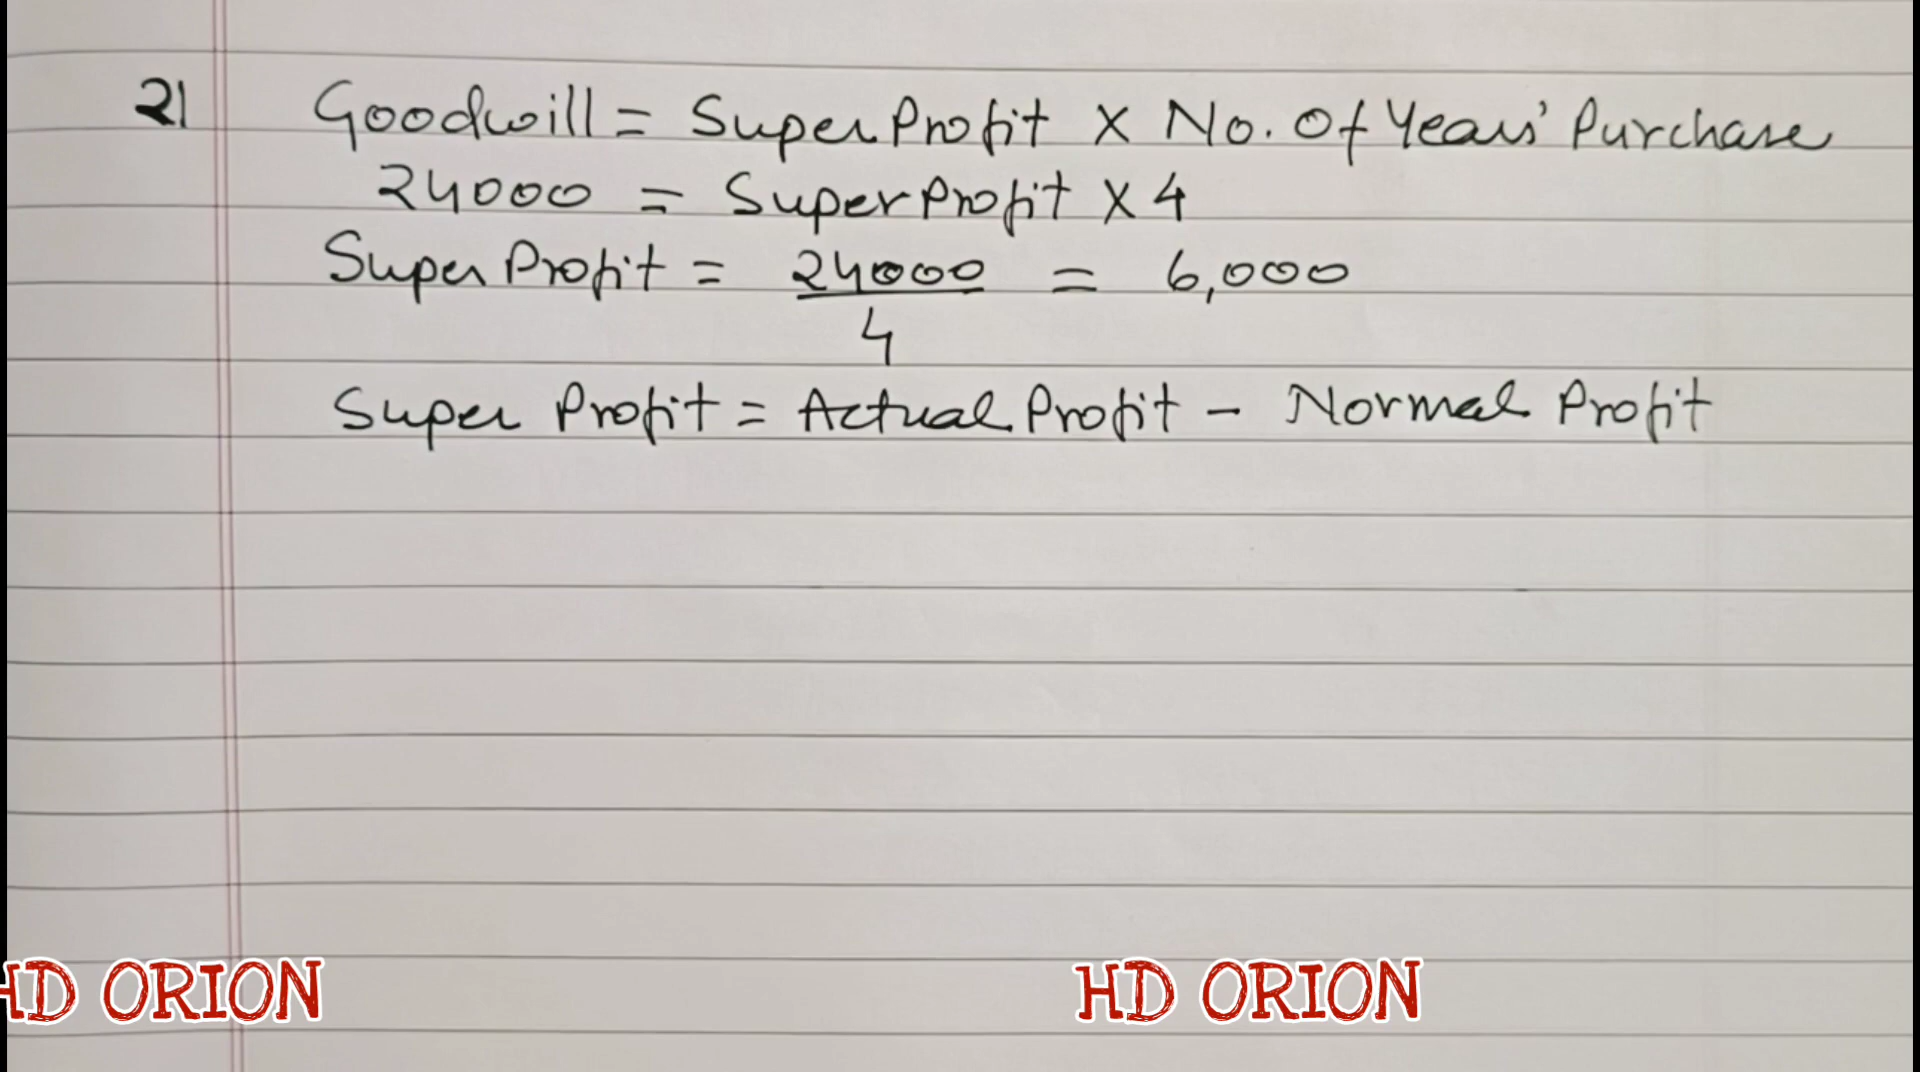 21 Goodwill = Super Profit X No. Of Years' Purchase
24000 = Super Profit X 4
Super Profit = 24000 = 6,000
4
Super Profit = Actual Profit - Normal Profit
HD ORION HD ORION